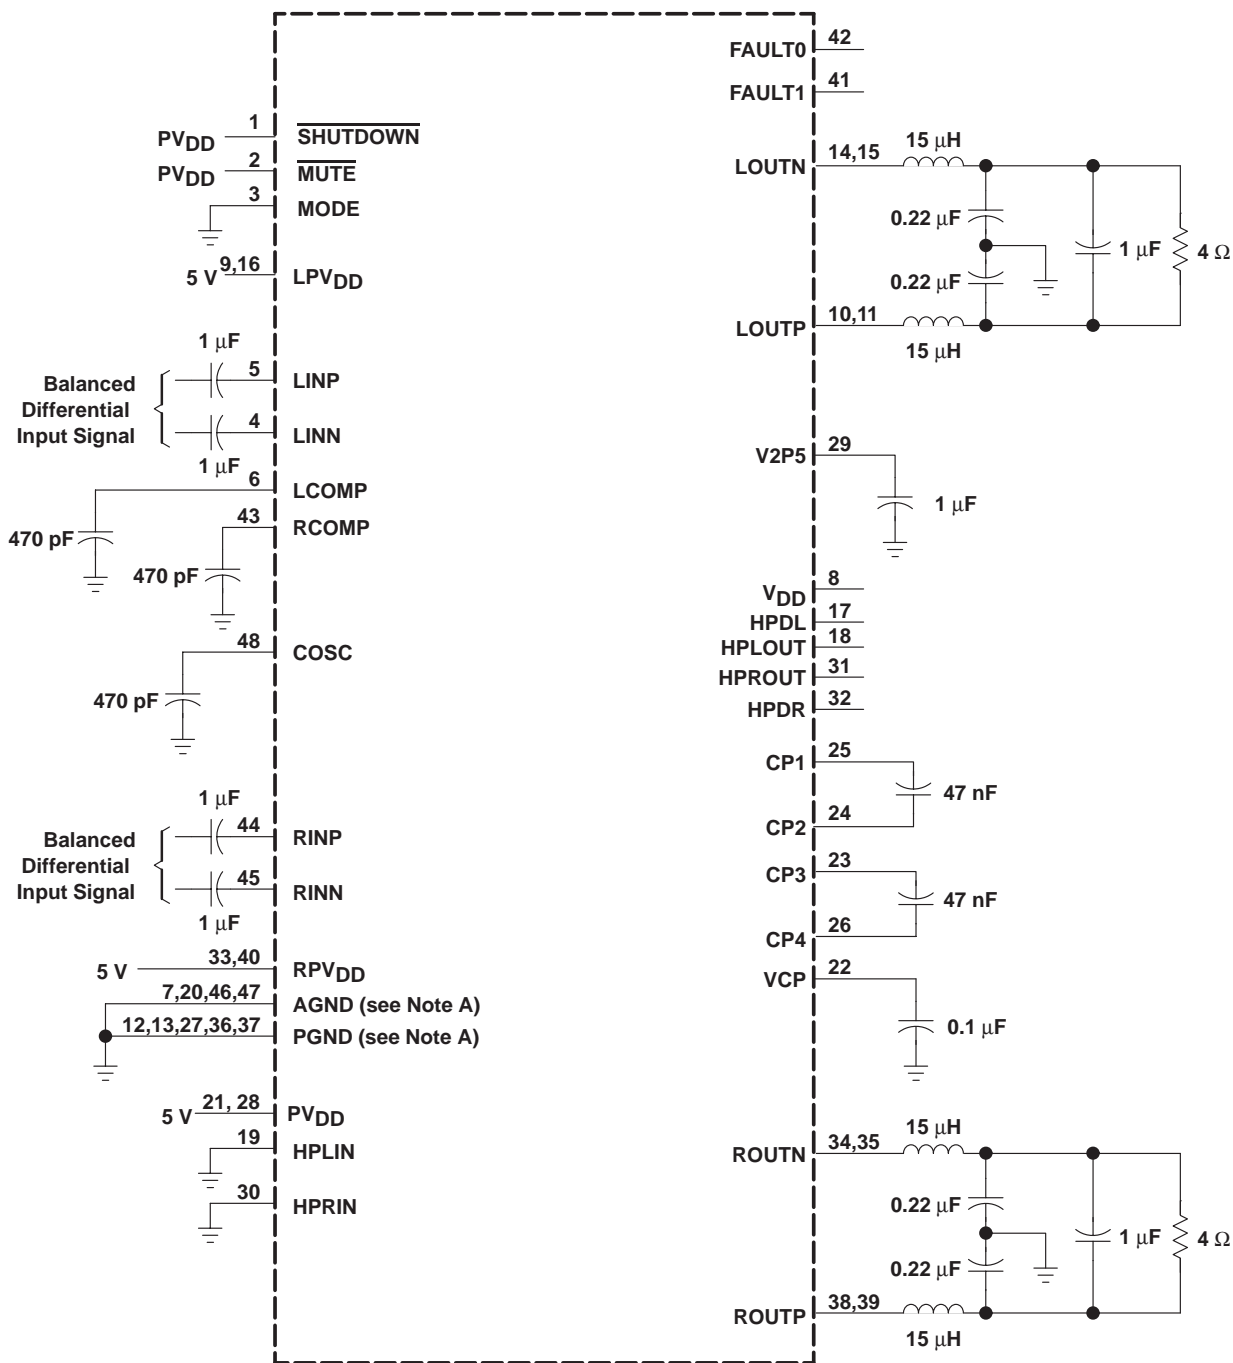 FAULT0 42
FAULT1 41
PVDD 1 SHUTDOWN
PVDD 2 MUTE
3 MODE
5 V 9,16 LPVDD
1 μF
5 LINP
Balanced
Differential
Input Signal
4 LINN
1 μF
6 LCOMP
470 pF
43 RCOMP
470 pF
48 COSC
470 pF
1 μF
44 RINP
Balanced
Differential
Input Signal
45 RINN
1 μF
5 V 33,40 RPVDD
7,20,46,47 AGND (see Note A)
12,13,27,36,37 PGND (see Note A)
5 V 21, 28 PVDD
19 HPLIN
30 HPRIN
LOUTN 14,15 15 μH
0.22 μF
1 μF
4 Ω
0.22 μF
LOUTP 10,11
15 μH
V2P5 29
1 μF
VDD 8
HPDL 17
HPLOUT 18
HPROUT 31
HPDR 32
CP1 25
47 nF
CP2 24
CP3 23
47 nF
CP4 26
VCP 22
0.1 μF
ROUTN 34,35 15 μH
0.22 μF
1 μF
4 Ω
0.22 μF
ROUTP 38,39
15 μH